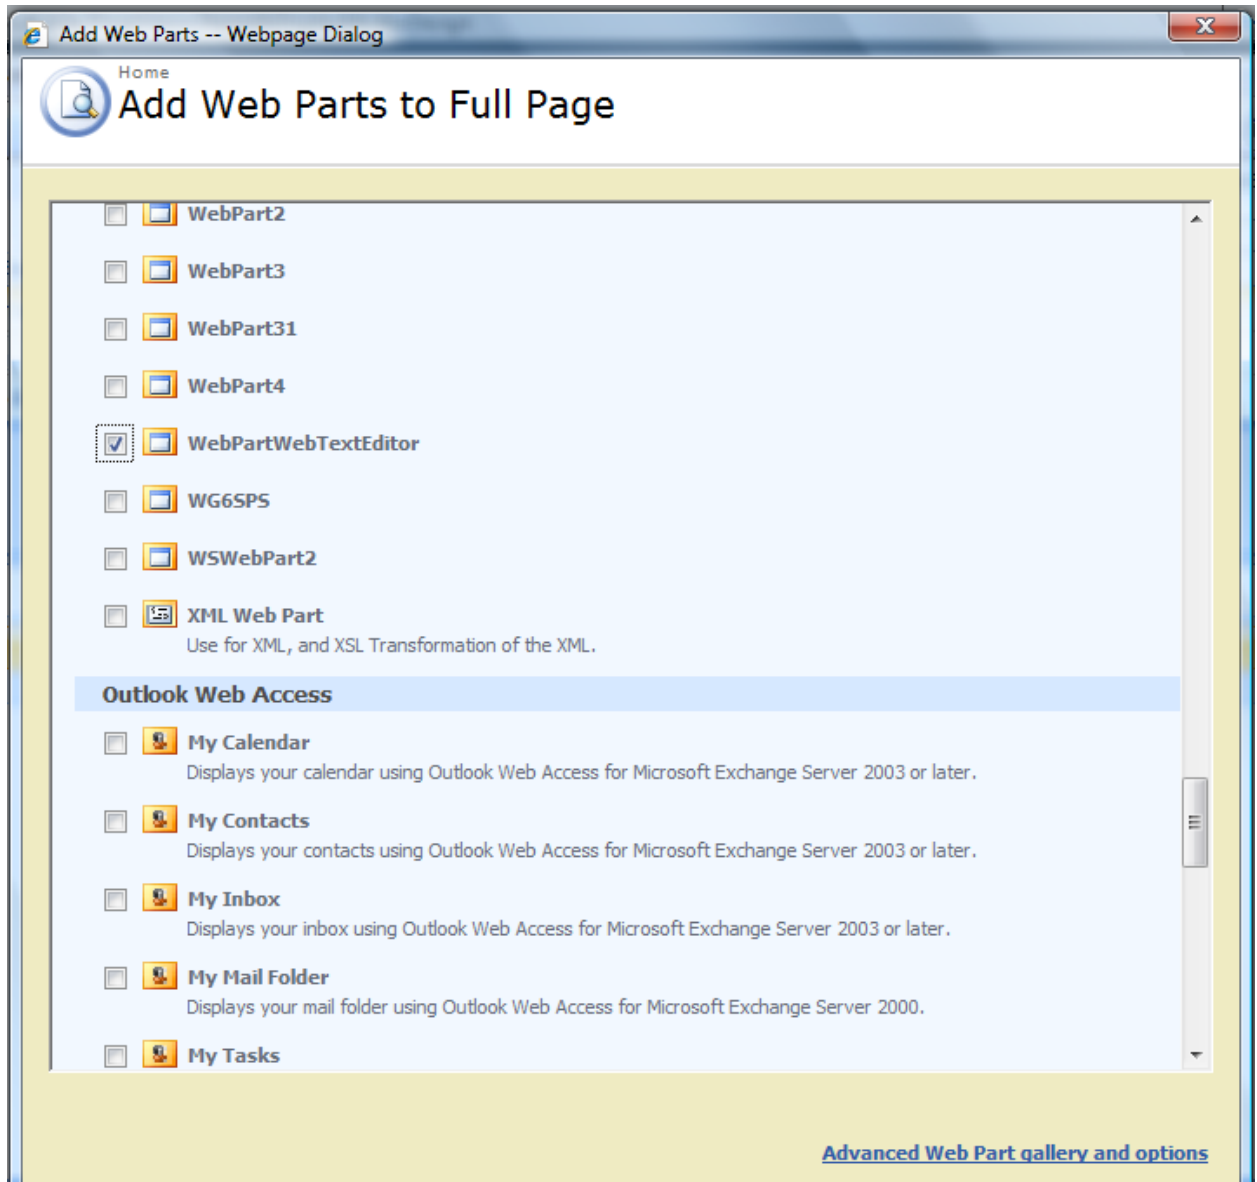 Add Web Parts -- Webpage Dialog
Home
Add Web Parts to Full Page
WebPart2
WebPart3
WebPart31
WebPart4
WebPartWebTextEditor
WG6SPS
WSWebPart2
XML Web Part
Use for XML, and XSL Transformation of the XML.
Outlook Web Access
My Calendar
Displays your calendar using Outlook Web Access for Microsoft Exchange Server 2003 or later.
My Contacts
Displays your contacts using Outlook Web Access for Microsoft Exchange Server 2003 or later.
My Inbox
Displays your inbox using Outlook Web Access for Microsoft Exchange Server 2003 or later.
My Mail Folder
Displays your mail folder using Outlook Web Access for Microsoft Exchange Server 2000.
My Tasks
Advanced Web Part gallery and options